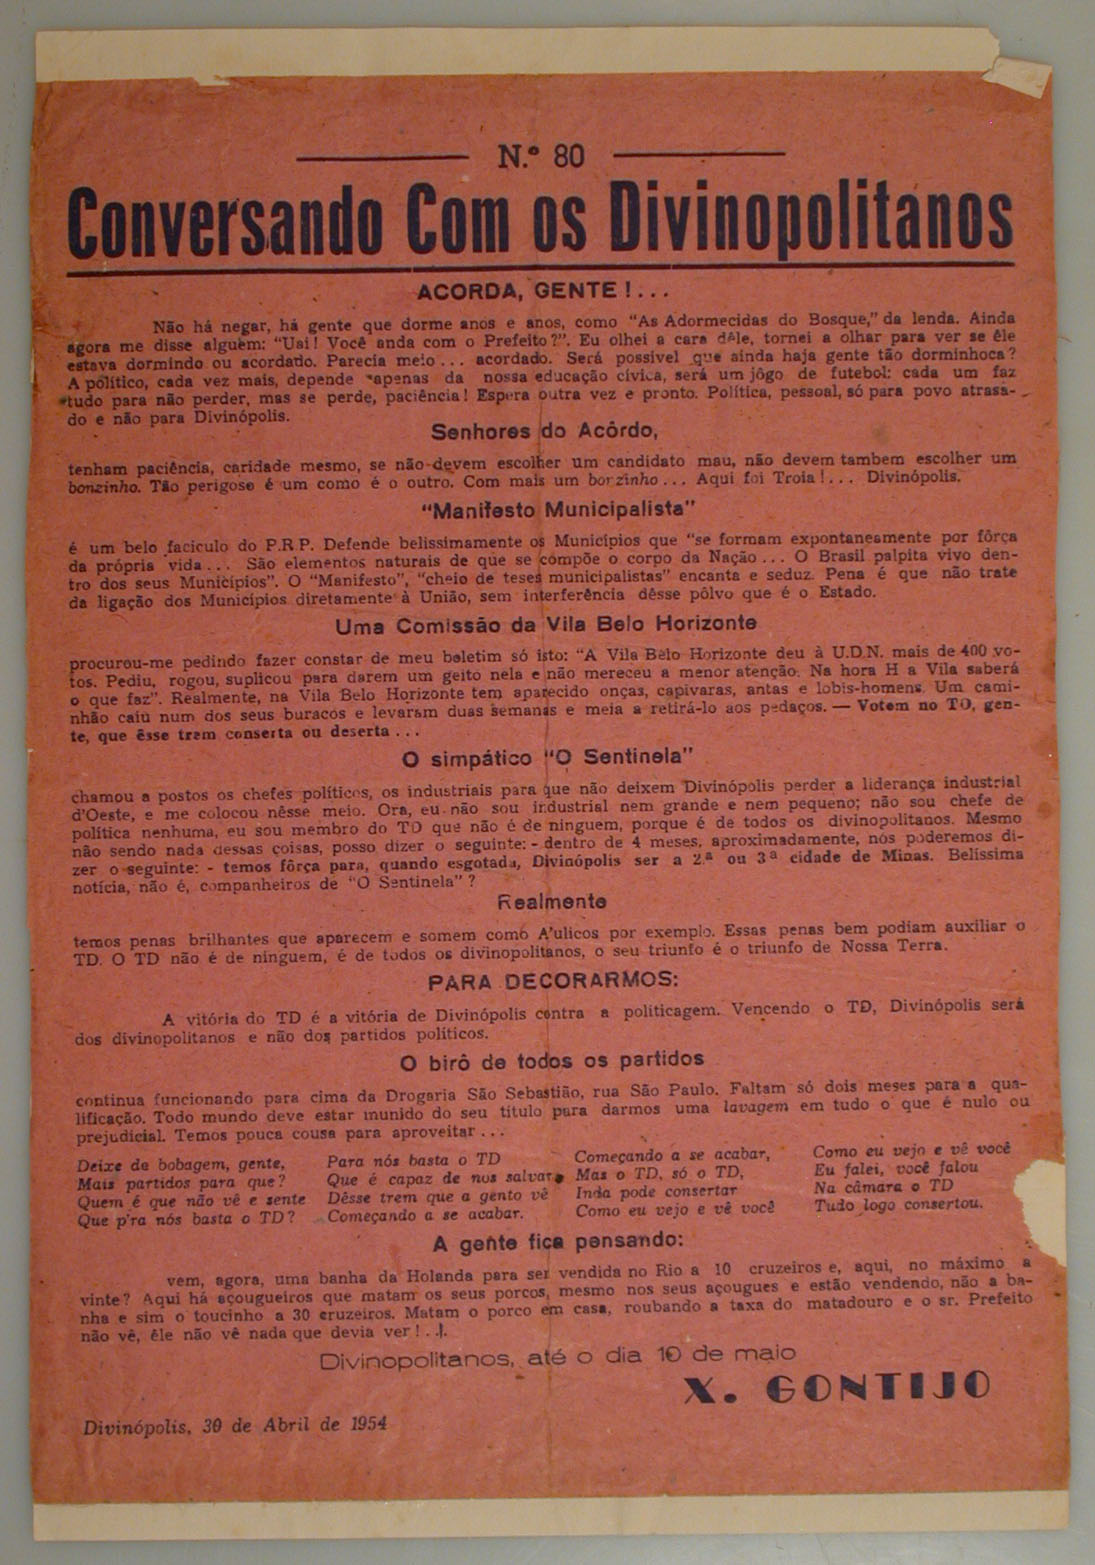 N.º 80
Conversando Com os Divinopolitanos
ACORDA, GENTE!...
Não há negar, há gente que dorme anos e anos, como "As Adormecidas do Bosque," da lenda. Ainda
agora me disse alguem: "Uai! Você anda com o Prefeito?". Eu olhei a cara dêle, tornei a olhar para ver se êle
estava dormindo ou acordado. Parecia meio... acordado. Será possivel que ainda haja gente tão dorminhoca?
A político, cada vez mais, depende apenas da nossa educação cívica, será um jôgo de futebol: cada um faz
tudo para não perder, mas se perde, paciência! Espera outra vez e pronto. Política, pessoal, só para povo atrasa-
do e não para Divinópolis.
Senhores do Acôrdo,
tenham paciência, caridade mesmo, se não devem escolher um candidato mau, não devem tambem escolher um
bonzinho. Tão perigoso é um como é o outro. Com mais um borzinho... Aqui foi Troia!... Divinópolis.
"Manifesto Municipalista"
é um belo faciculo do P.R.P. Defende belissimamente os Municípios que "se formam expontaneamente por fôrça
da própria vida... São elementos naturais de que se compõe o corpo da Nação... O Brasil palpita vivo den-
tro dos seus Municípios". O "Manifesto", "cheio de teses municipalistas" encanta e seduz. Pena é que não trate
da ligação dos Municípios diretamente à União, sem interferência dêsse pôlvo que é o Estado.
Uma Comissão da Vila Belo Horizonte
procurou-me pedindo fazer constar de meu boletim só isto: "A Vila Belo Horizonte deu à U.D.N. mais de 400 vo-
tos. Pediu, rogou, suplicou para darem um geito nela e não mereceu a menor atenção. Na hora H a Vila saberá
o que faz". Realmente, na Vila Belo Horizonte tem aparecido onças, capivaras, antas e lobis-homens. Um cami-
nhão caiu num dos seus buracos e levaram duas semanas e meia a retirá-lo aos pedaços. — Votem no TD, gen-
te, que êsse trem conserta ou deserta...
O simpático "O Sentinela"
chamou a postos os chefes políticos, os industriais para que não deixem Divinópolis perder a liderança industrial
d'Oeste, e me colocou nêsse meio. Ora, eu não sou industrial nem grande e nem pequeno; não sou chefe de
política nenhuma, eu sou membro do TD que não é de ninguem, porque é de todos os divinopolitanos. Mesmo
não sendo nada dessas coisas, posso dizer o seguinte: - dentro de 4 meses, aproximadamente, nós poderemos di-
zer o seguinte: - temos fôrça para, quando esgotada, Divinópolis ser a 2.ª ou 3ª cidade de Minas. Belíssima
notícia, não é, companheiros de "O Sentinela"?
Realmente
temos penas brilhantes que aparecem e somem como A'ulicos por exemplo. Essas penas bem podiam auxiliar o
TD. O TD não é de ninguem, é de todos os divinopolitanos, o seu triunfo é o triunfo de Nossa Terra.
PARA DECORARMOS:
A vitória do TD é a vitória de Divinópolis contra a politicagem. Vencendo o TD, Divinópolis será
dos divinopolitanos e não dos partidos políticos.
O birô de todos os partidos
continua funcionando para cima da Drogaria São Sebastião, rua São Paulo. Faltam só dois meses para a qua-
lificação. Todo mundo deve estar munido do seu titulo para darmos uma lavagem em tudo o que é nulo ou
prejudicial. Temos pouca cousa para aproveitar...
Deixe de bobagem, gente,
Mais partidos para que?
Quem é que não vê e sente
Que p'ra nós basta o TD?
Para nós basta o TD
Que é capaz de nos salvar
Dêsse trem que a gento vê
Começando a se acabar.
Começando a se acabar,
Mas o TD, só o TD,
Inda pode consertar
Como eu vejo e vê você
Como eu vejo e vê você
Eu falei, você falou
Na câmara o TD
Tudo logo consertou.
A gente fica pensando:
vem, agora, uma banha da Holanda para ser vendida no Rio a 10 cruzeiros e, aqui, no máximo a
vinte? Aqui há açougueiros que matam os seus porcos, mesmo nos seus açougues e estão vendendo, não a ba-
nha e sim o toucinho a 30 cruzeiros. Matam o porco em casa, roubando a taxa do matadouro e o sr. Prefeito
não vê, êle não vê nada que devia ver!...
Divinopolitanos, até o dia 10 de maio
X. GONTIJO
Divinópolis, 30 de Abril de 1954